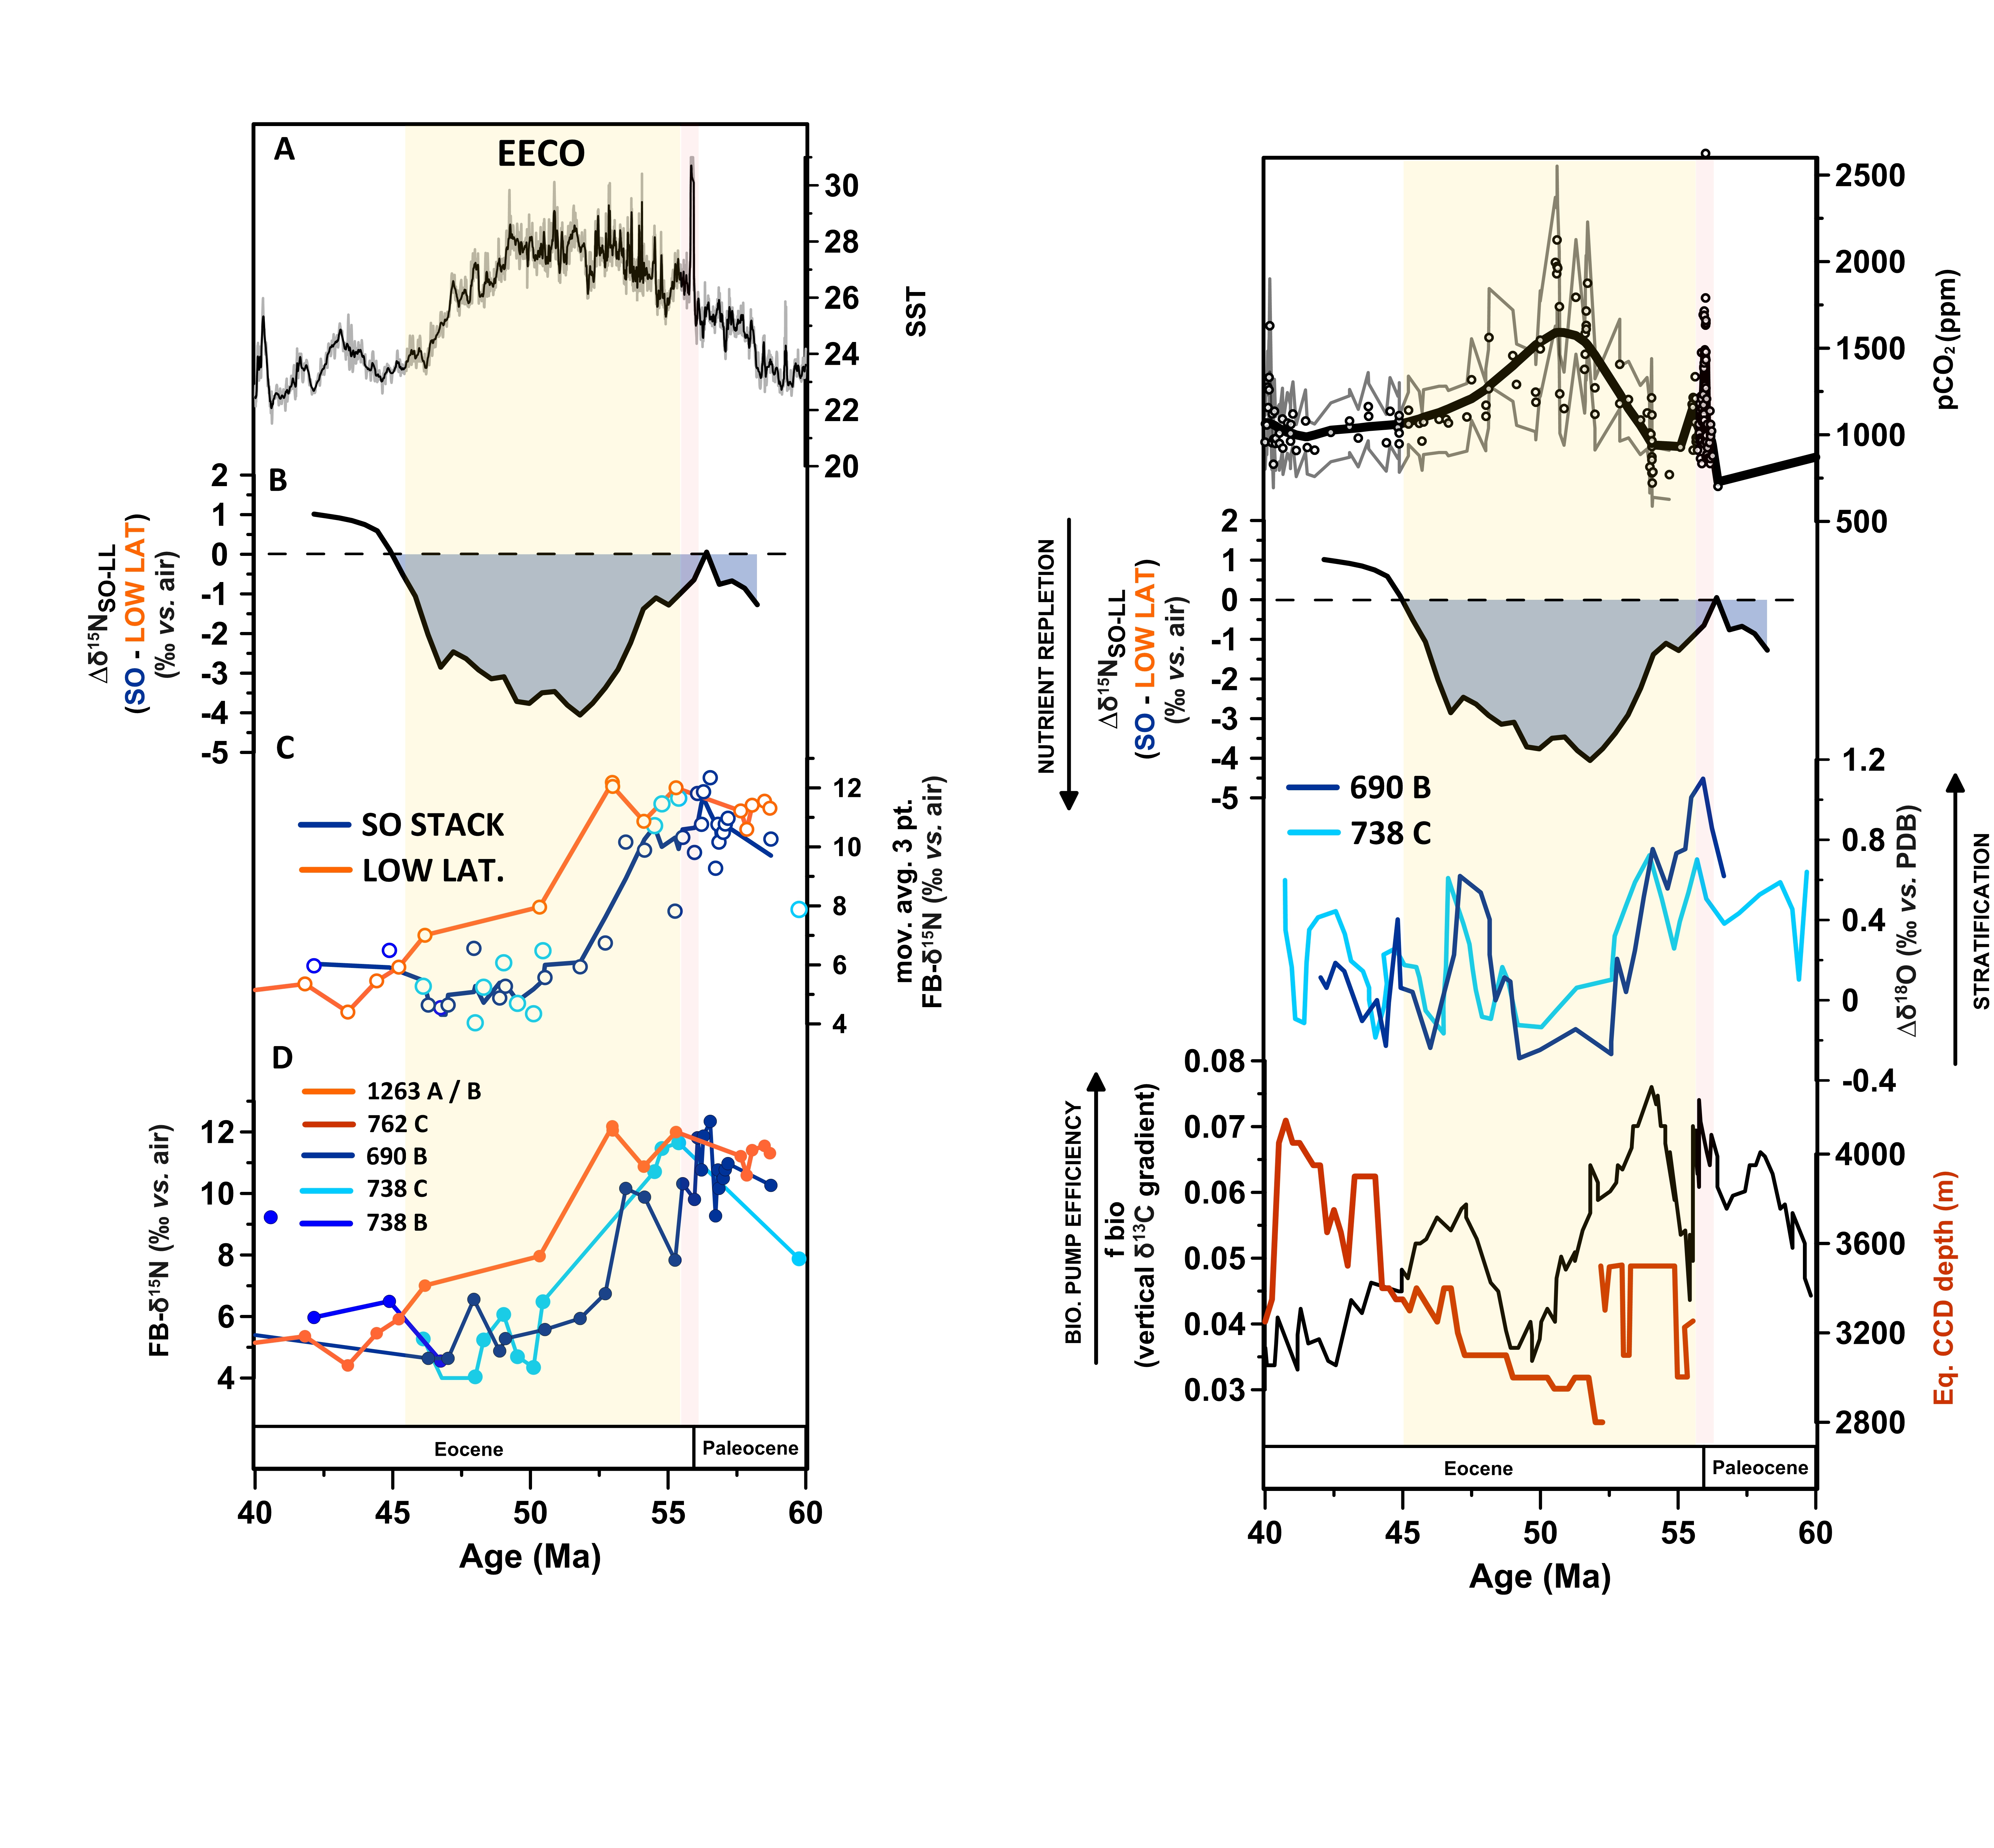 A
EECO
30
28
26
24
22
20
SST
B
2
1
0
-1
-2
-3
-4
-5
Δδ¹⁵N SO-LL
(SO - LOW LAT)
(‰ vs. air)
C
SO STACK
LOW LAT.
12
10
8
6
4
mov. avg. 3 pt.
FB-δ¹⁵N (‰ vs. air)
D
1263 A / B
762 C
690 B
738 C
738 B
12
10
8
6
4
FB-δ¹⁵N (‰ vs. air)
Eocene
Paleocene
40
45
50
55
60
Age (Ma)
2500
2000
1500
1000
500
pCO₂ (ppm)
NUTRIENT REPLETION
Δδ¹⁵N SO-LL
(SO - LOW LAT)
(‰ vs. air)
2
1
0
-1
-2
-3
-4
-5
690 B
738 C
1.2
0.8
0.4
0
-0.4
Δδ¹⁸O (‰ vs. PDB)
STRATIFICATION
BIO. PUMP EFFICIENCY
f bio
(vertical δ¹³C gradient)
0.08
0.07
0.06
0.05
0.04
0.03
4000
3600
3200
2800
Eq. CCD depth (m)
Eocene
Paleocene
40
45
50
55
60
Age (Ma)